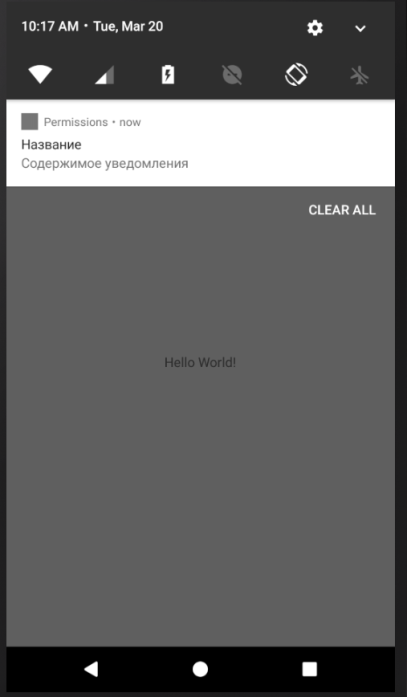 10:17 AM • Tue, Mar 20
Permissions • now
Название
Содержимое уведомления
CLEAR ALL
Hello World!